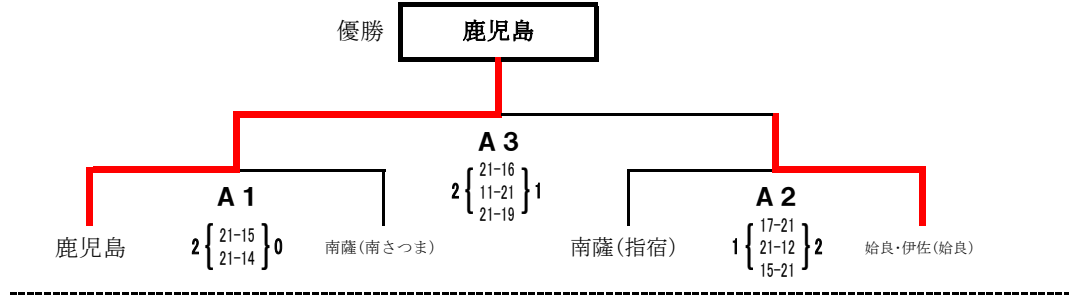 優勝 鹿児島
A 3
2 21-16 1
11-21
21-19
A 1
A 2
鹿児島 2 21-15 0 南薩(南さつま)
21-14
南薩(指宿) 1 17-21 2 姶良・伊佐(姶良)
21-12
15-21